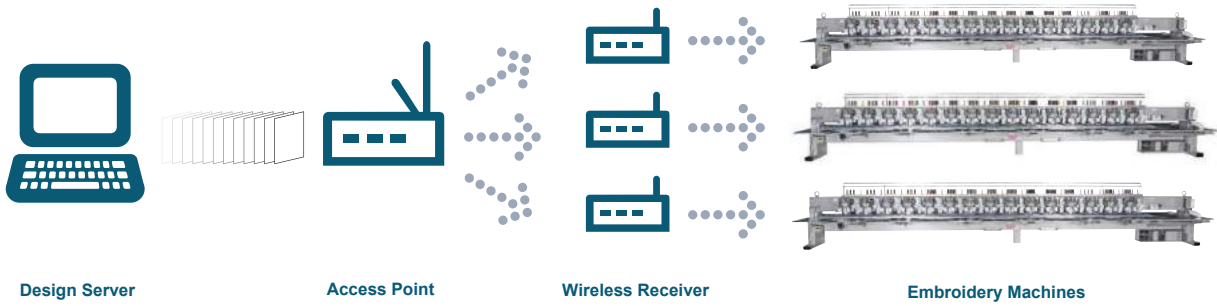 Design Server
Access Point
Wireless Receiver
Embroidery Machines